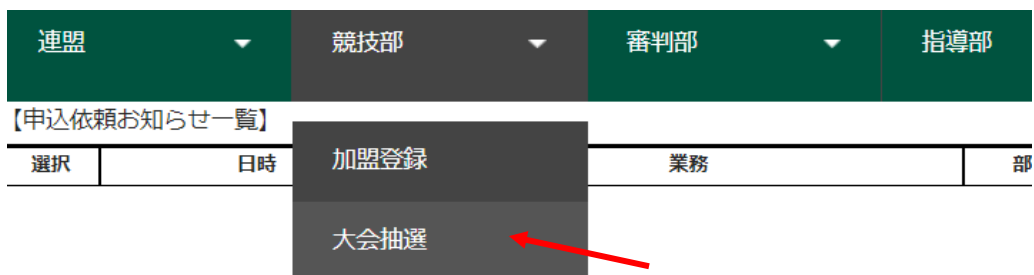 連盟 競技部 審判部 指導部
【申込依頼お知らせ一覧】
選択 日時 業務 部
加盟登録
大会抽選